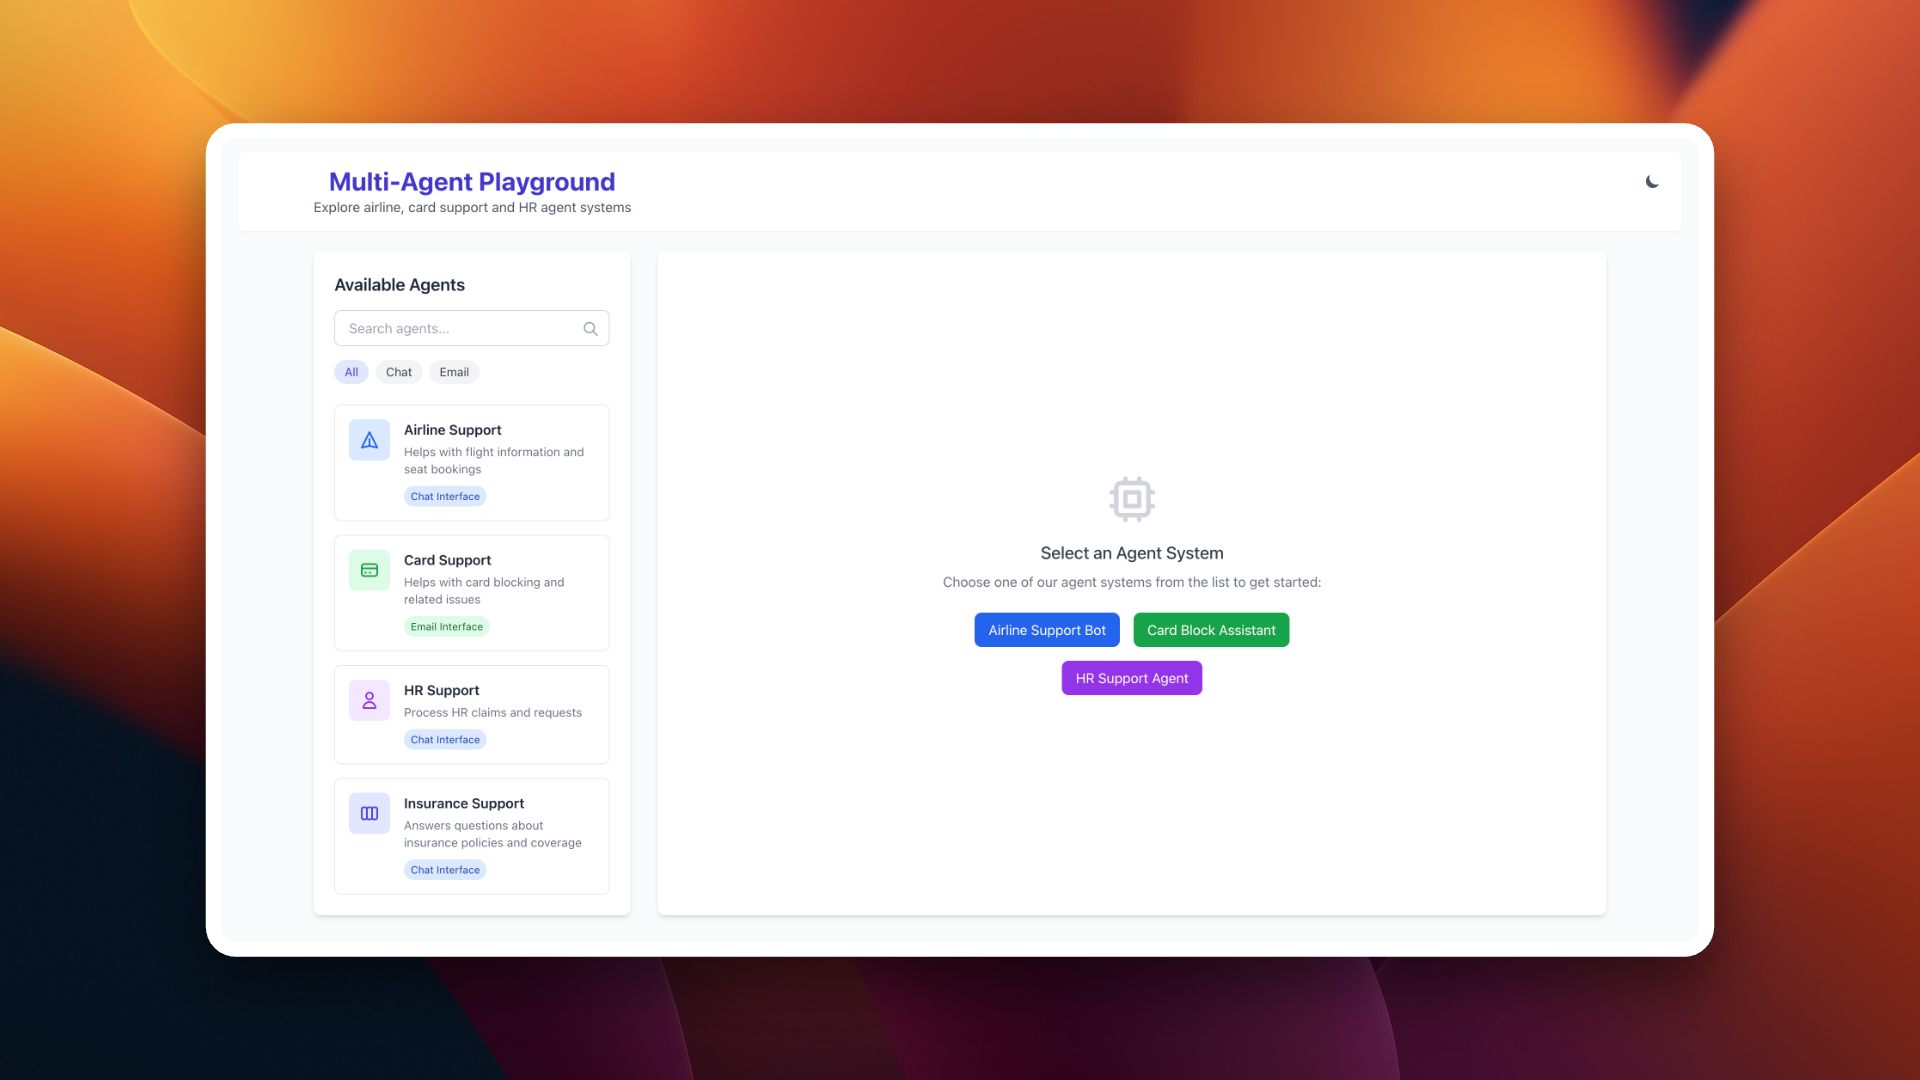 Multi-Agent Playground
Explore airline, card support and HR agent systems
Available Agents
Search agents...
All
Chat
Email
Airline Support
Helps with flight information and
seat bookings
Chat Interface
Card Support
Helps with card blocking and
related issues
Email Interface
HR Support
Process HR claims and requests
Chat Interface
Insurance Support
Answers questions about
insurance policies and coverage
Chat Interface
Select an Agent System
Choose one of our agent systems from the list to get started:
Airline Support Bot
Card Block Assistant
HR Support Agent